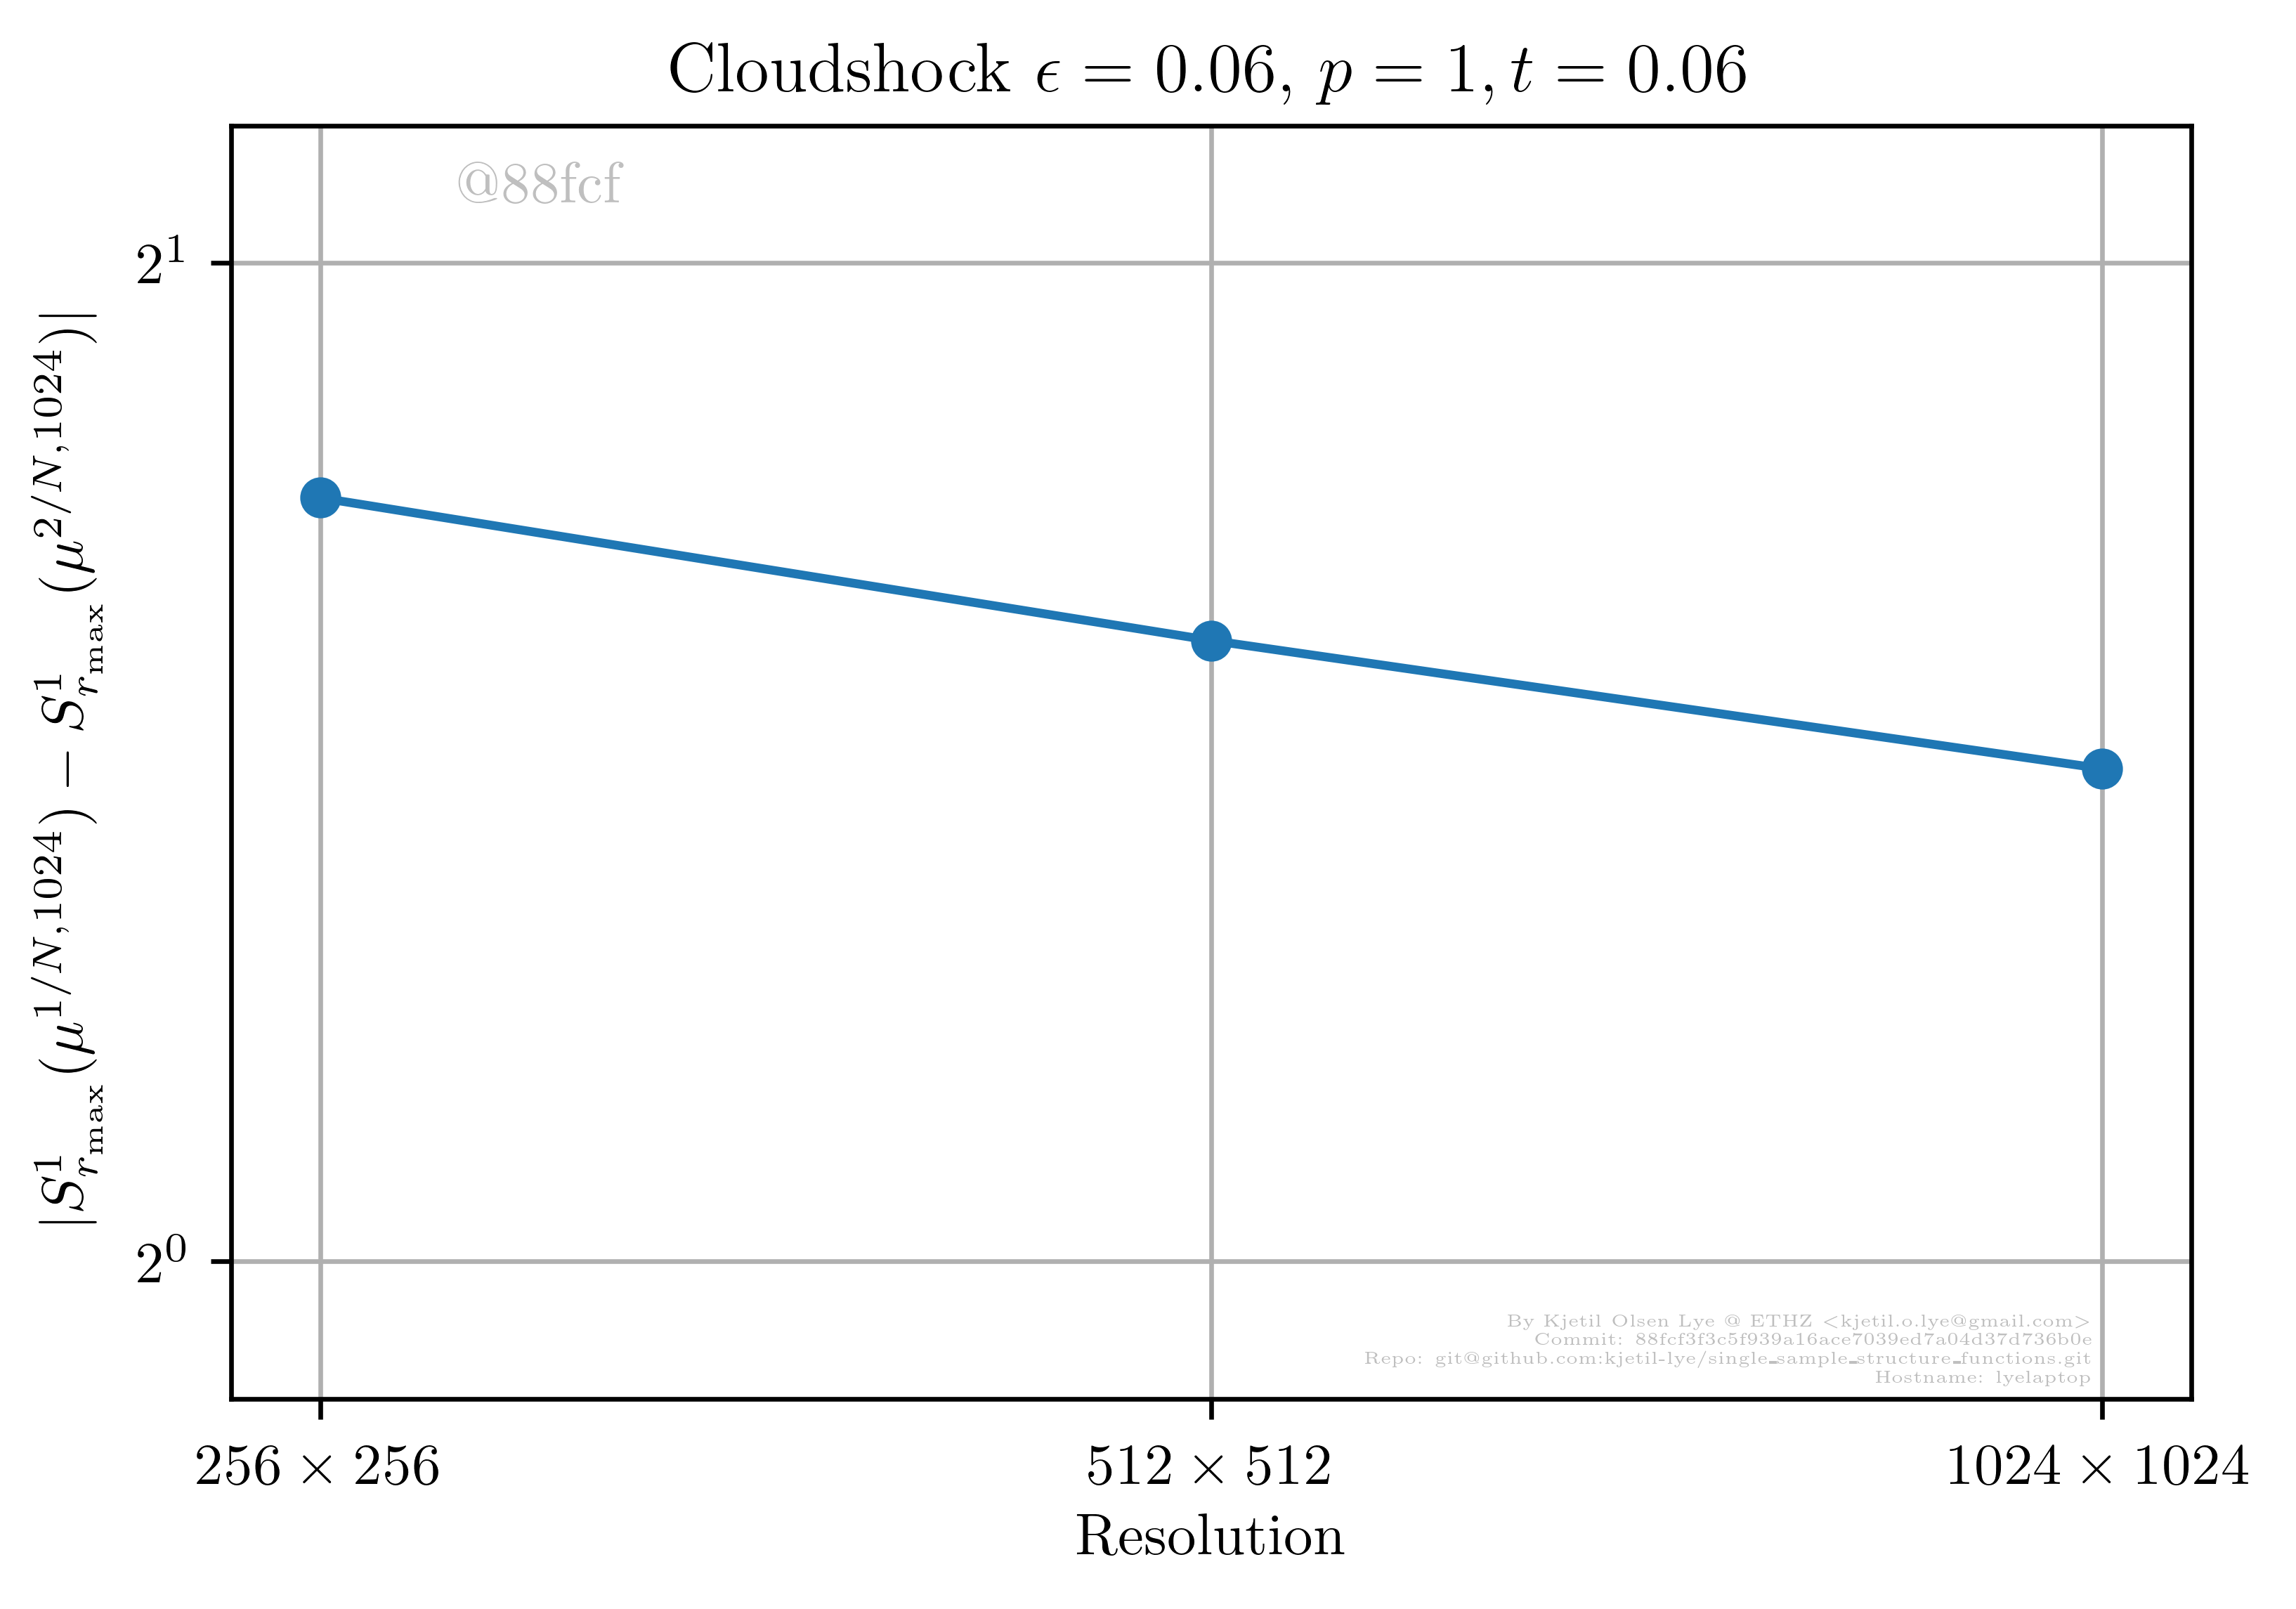 Cloudshock ϵ = 0.06, p = 1, t = 0.06
@88fcf
2^1
|S^1_{r_max}(μ^{1/N,1024}) − S^1_{r_max}(μ^{2/N,1024})|
2^0
By Kjetil Olsen Lye @ ETHZ <kjetil.o.lye@gmail.com>
Commit: 88fcf3f3c5f939a16ace7039ed7a04d37d736b0e
Repo: git@github.com:kjetil-lye/single_sample_structure_functions.git
Hostname: lyelaptop
256 × 256
512 × 512
1024 × 1024
Resolution